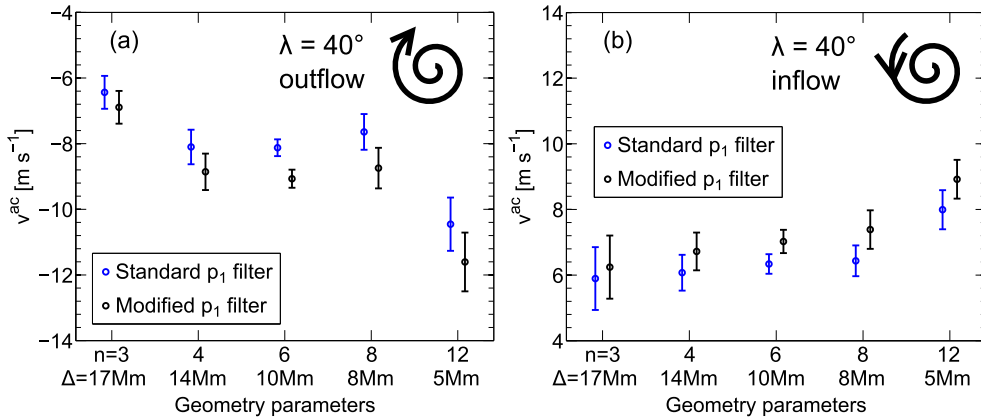 (a)
λ = 40°
outflow
v^ac [m s⁻¹]
−4
−6
−8
−10
−12
−14
Standard p₁ filter
Modified p₁ filter
n=3 4 6 8 12
Δ=17Mm 14Mm 10Mm 8Mm 5Mm
Geometry parameters
(b)
λ = 40°
inflow
v^ac [m s⁻¹]
14
12
10
8
6
4
Standard p₁ filter
Modified p₁ filter
n=3 4 6 8 12
Δ=17Mm 14Mm 10Mm 8Mm 5Mm
Geometry parameters